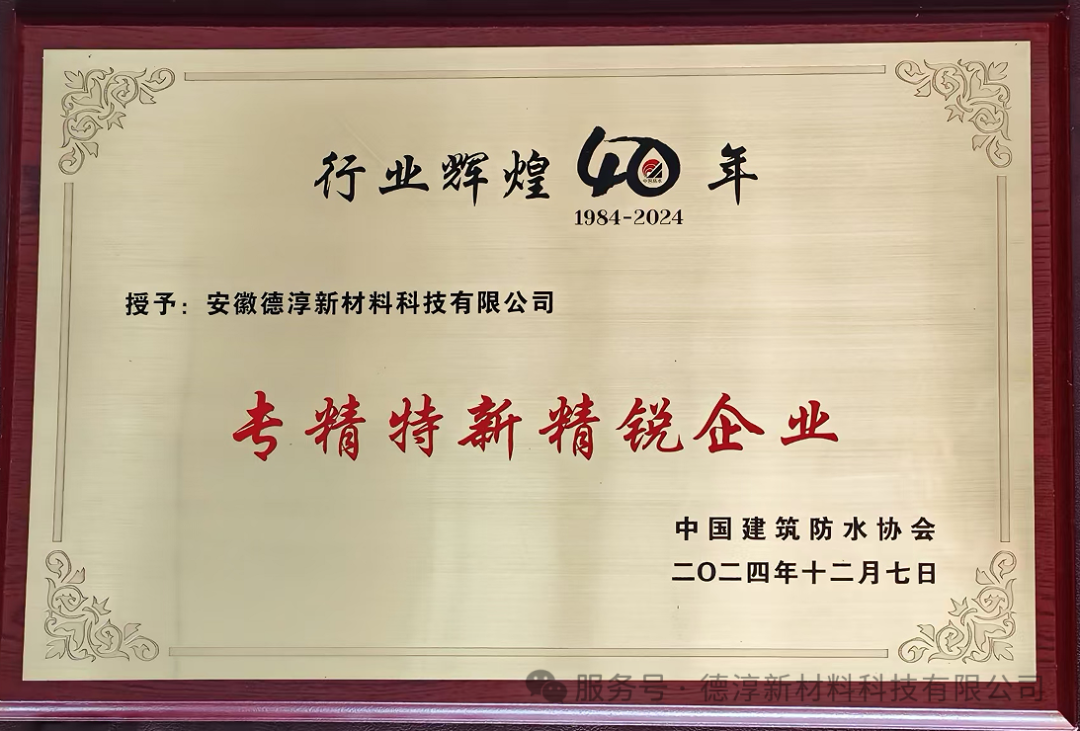 行业辉煌40年
1984-2024
授予：安徽德淳新材料科技有限公司
专精特新精锐企业
中国建筑防水协会
二〇二四年十二月七日
服务号·德淳新材料科技有限公司